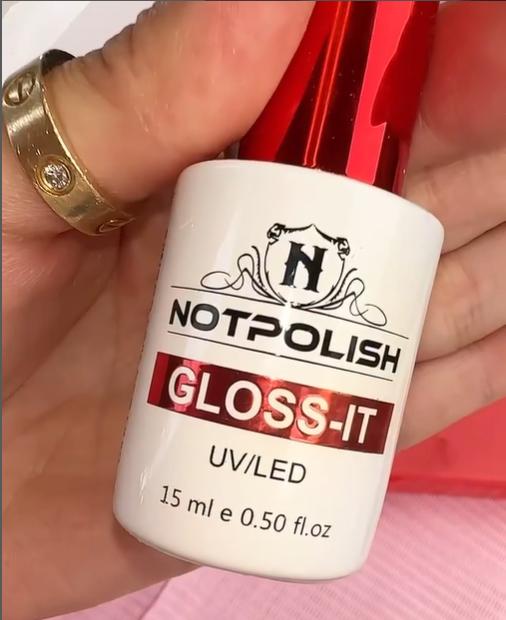 N
NOTPOLISH
GLOSS-IT
UV/LED
15 ml e 0.50 fl.oz